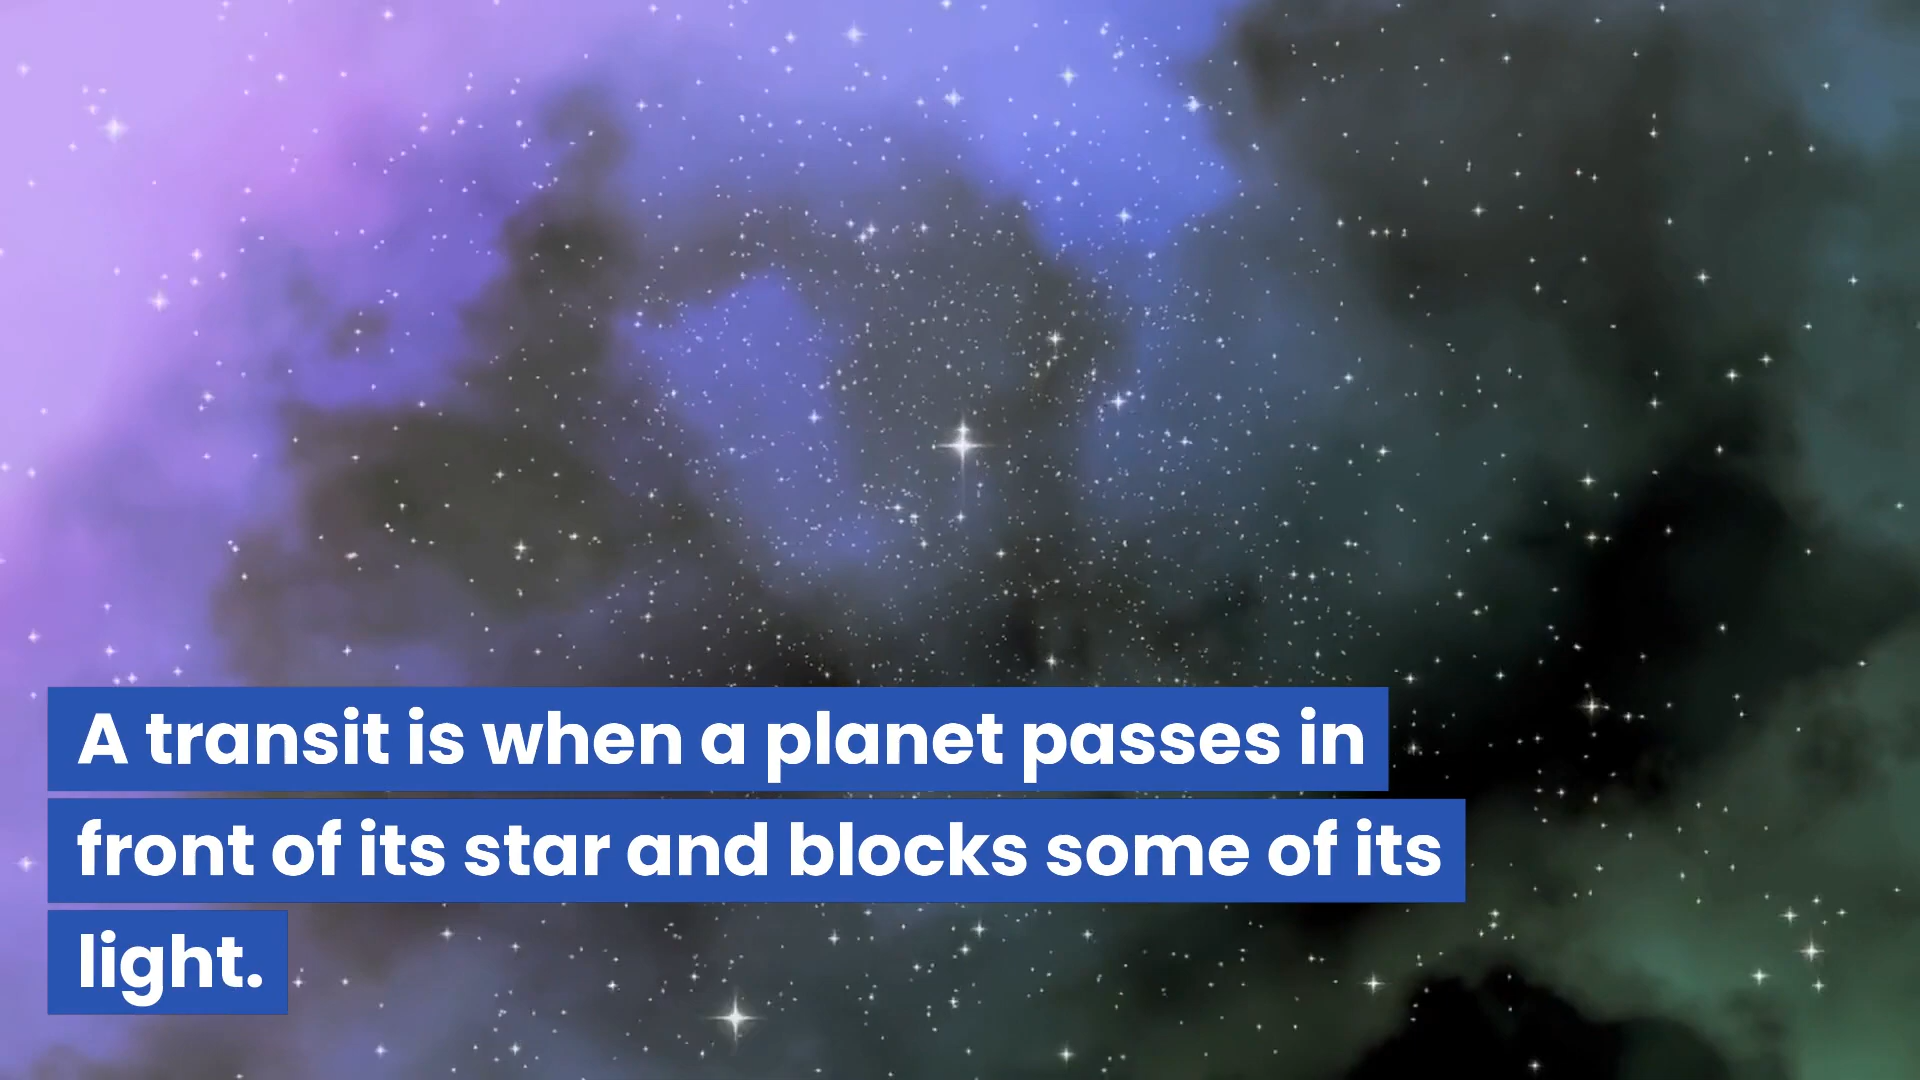 A transit is when a planet passes in
front of its star and blocks some of its
light.